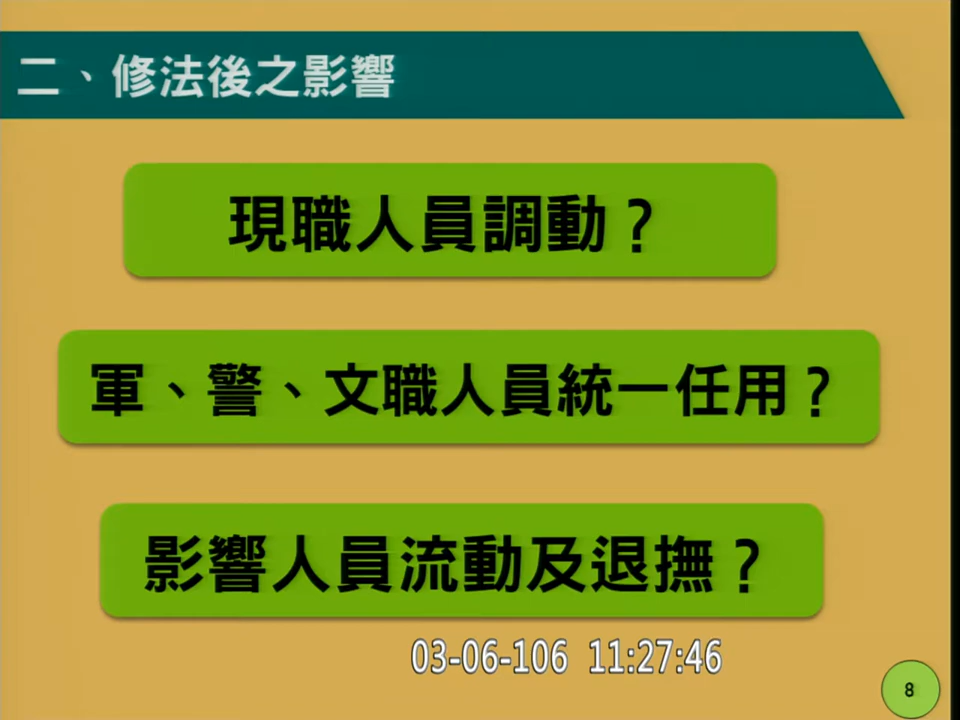 二、修法後之影響
現職人員調動？
軍、警、文職人員統一任用？
影響人員流動及退撫？
03-06-106 11:27:46
8